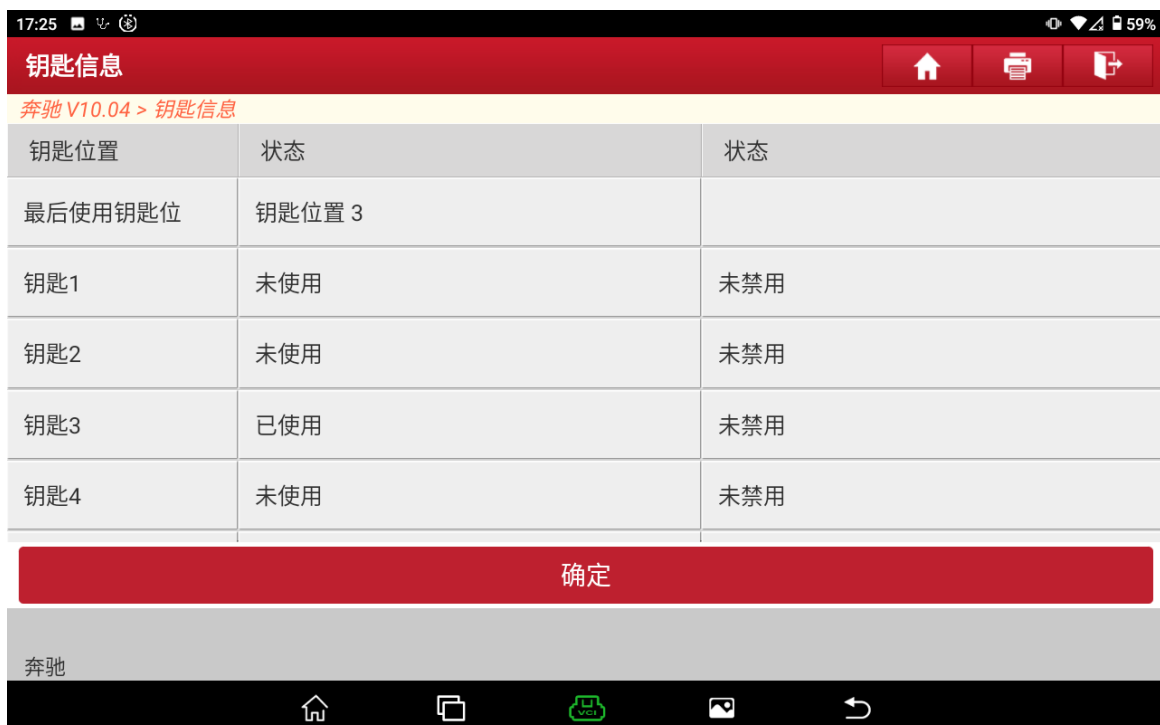 17:25 59%
钥匙信息
奔驰 V10.04 > 钥匙信息
钥匙位置 状态 状态
最后使用钥匙位 钥匙位置 3
钥匙1 未使用 未禁用
钥匙2 未使用 未禁用
钥匙3 已使用 未禁用
钥匙4 未使用 未禁用
确定
奔驰
VCI